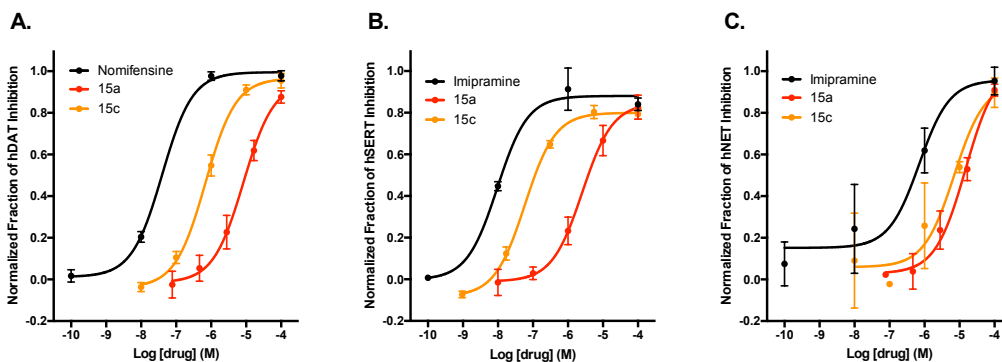 A.
Normalized Fraction of hDAT Inhibition
1.0
0.8
0.6
0.4
0.2
0.0
-0.2
Nomifensine
15a
15c
-10 -9 -8 -7 -6 -5 -4
Log [drug] (M)
B.
Normalized Fraction of hSERT Inhibition
1.0
0.8
0.6
0.4
0.2
0.0
-0.2
Imipramine
15a
15c
-10 -9 -8 -7 -6 -5 -4
Log [drug] (M)
C.
Normalized Fraction of hNET Inhibition
1.0
0.8
0.6
0.4
0.2
0.0
-0.2
Imipramine
15a
15c
-10 -9 -8 -7 -6 -5 -4
Log [drug] (M)